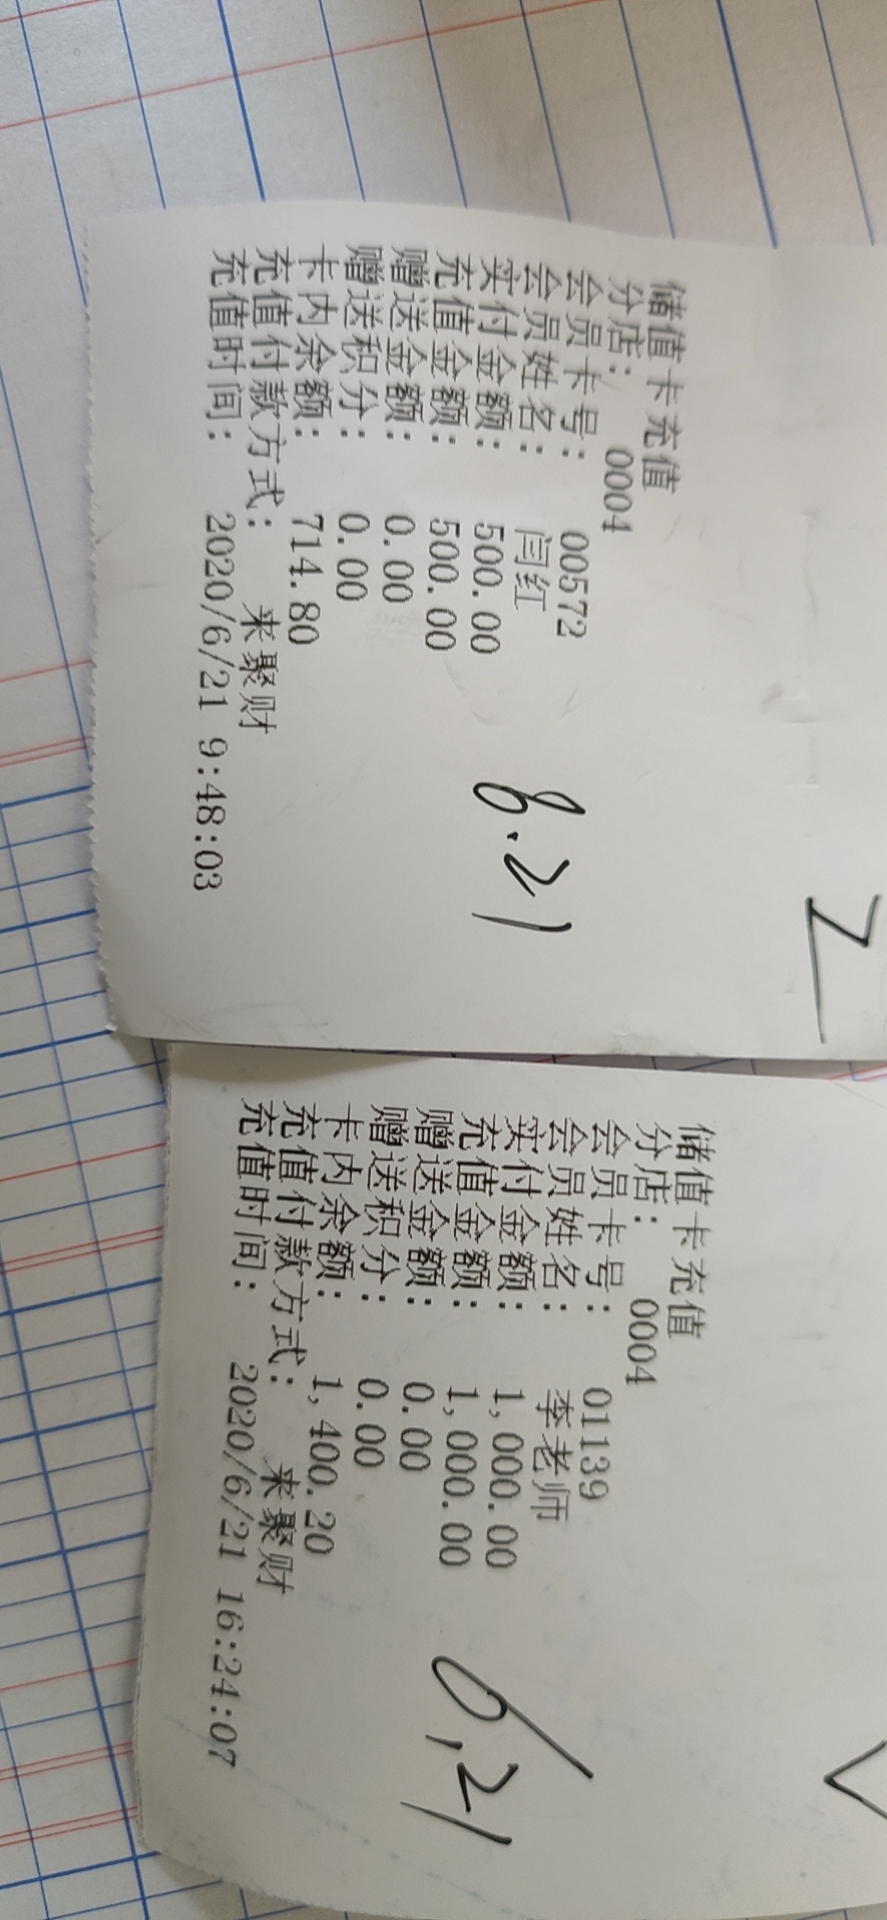 储值卡充值
分店： 0004
会员卡号： 00572
会员姓名： 闫红
实付金额： 500.00
充值金额： 500.00
赠送金额： 0.00
赠送积分： 0.00
卡内余额： 714.80
充值付款方式： 来聚财
充值时间： 2020/6/21 9:48:03
6.21
储值卡充值
分店： 0004
会员卡号： 01139
会员姓名： 李老师
实付金额： 1,000.00
充值金额： 1,000.00
赠送金额： 0.00
赠送积分： 0.00
卡内余额： 1,400.20
充值付款方式： 来聚财
充值时间： 2020/6/21 16:24:07
6.21